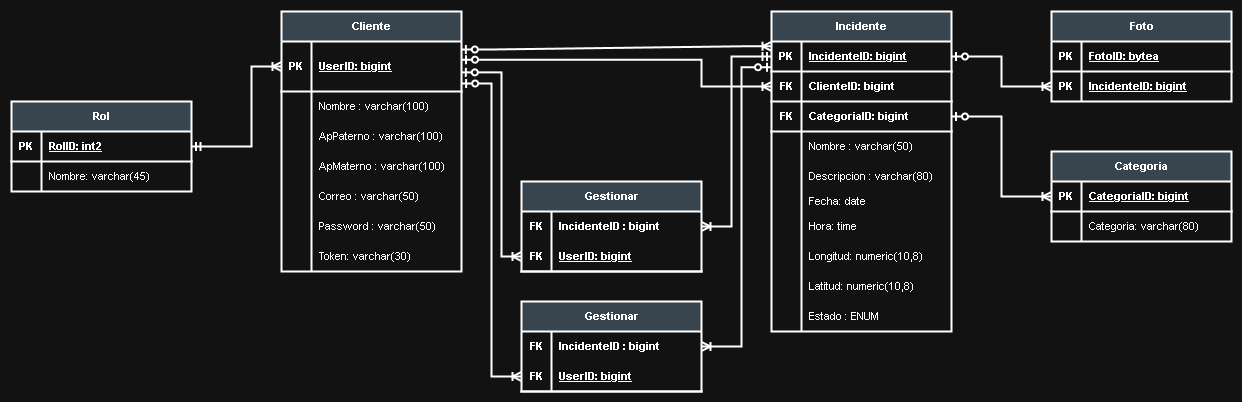 Rol
PK RolID: int2
Nombre: varchar(45)
Cliente
PK UserID: bigint
Nombre : varchar(100)
ApPaterno : varchar(100)
ApMaterno : varchar(100)
Correo : varchar(50)
Password : varchar(50)
Token: varchar(30)
Gestionar
FK IncidenteID : bigint
FK UserID: bigint
Gestionar
FK IncidenteID : bigint
FK UserID: bigint
Incidente
PK IncidenteID: bigint
FK ClienteID: bigint
FK CategoriaID: bigint
Nombre : varchar(50)
Descripcion : varchar(80)
Fecha: date
Hora: time
Longitud: numeric(10,8)
Latitud: numeric(10,8)
Estado : ENUM
Foto
PK FotoID: bytea
PK IncidenteID: bigint
Categoria
PK CategoriaID: bigint
Categoria: varchar(80)